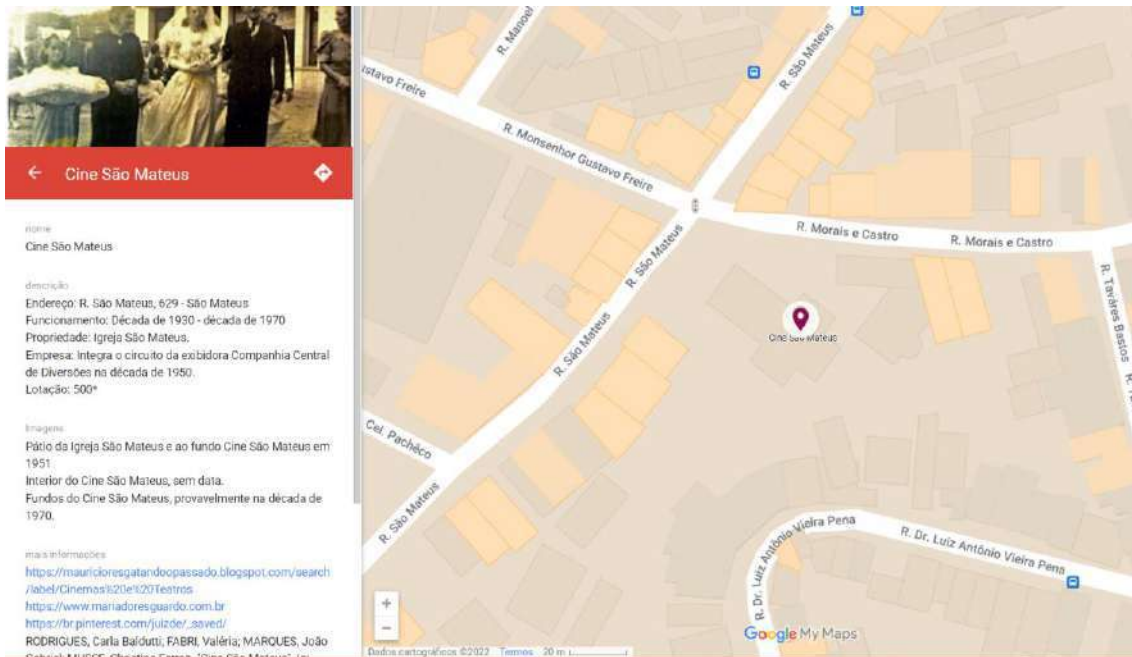 Cine São Mateus
nome
Cine São Mateus
descrição
Endereço: R. São Mateus, 629 - São Mateus
Funcionamento: Década de 1930 - década de 1970
Propriedade: Igreja São Mateus.
Empresa: Integra o circuito da exibidora Companhia Central
de Diversões na década de 1950.
Lotação: 500*
Imagens
Pátio da Igreja São Mateus e ao fundo Cine São Mateus em
1951
Interior do Cine São Mateus, sem data.
Fundos do Cine São Mateus, provavelmente na década de
1970.
mais informações
https://mauricioresgatandoopassado.blogspot.com/search
/label/Cinemas%20e%20Teatros
https://www.mariadoresguardo.com.br
https://br.pinterest.com/juizde/_saved/
RODRIGUES, Carla Baldutti; FABRI, Valéria; MARQUES, João
R. Manoel
R. São Mateus
stavo Freire
R. Monsenhor Gustavo Freire
R. Morais e Castro
R. Morais e Castro
R. São Mateus
R. Tavares Bastos
Cine São Mateus
R. São Mateus
Cel. Pachêco
R. São Mateus
R. Dr. Luiz Antônio Vieira Pena
R. Dr. Luiz Antônio Vieira Pena
+
−
Google My Maps
Dados cartográficos ©2022 Termos 20 m